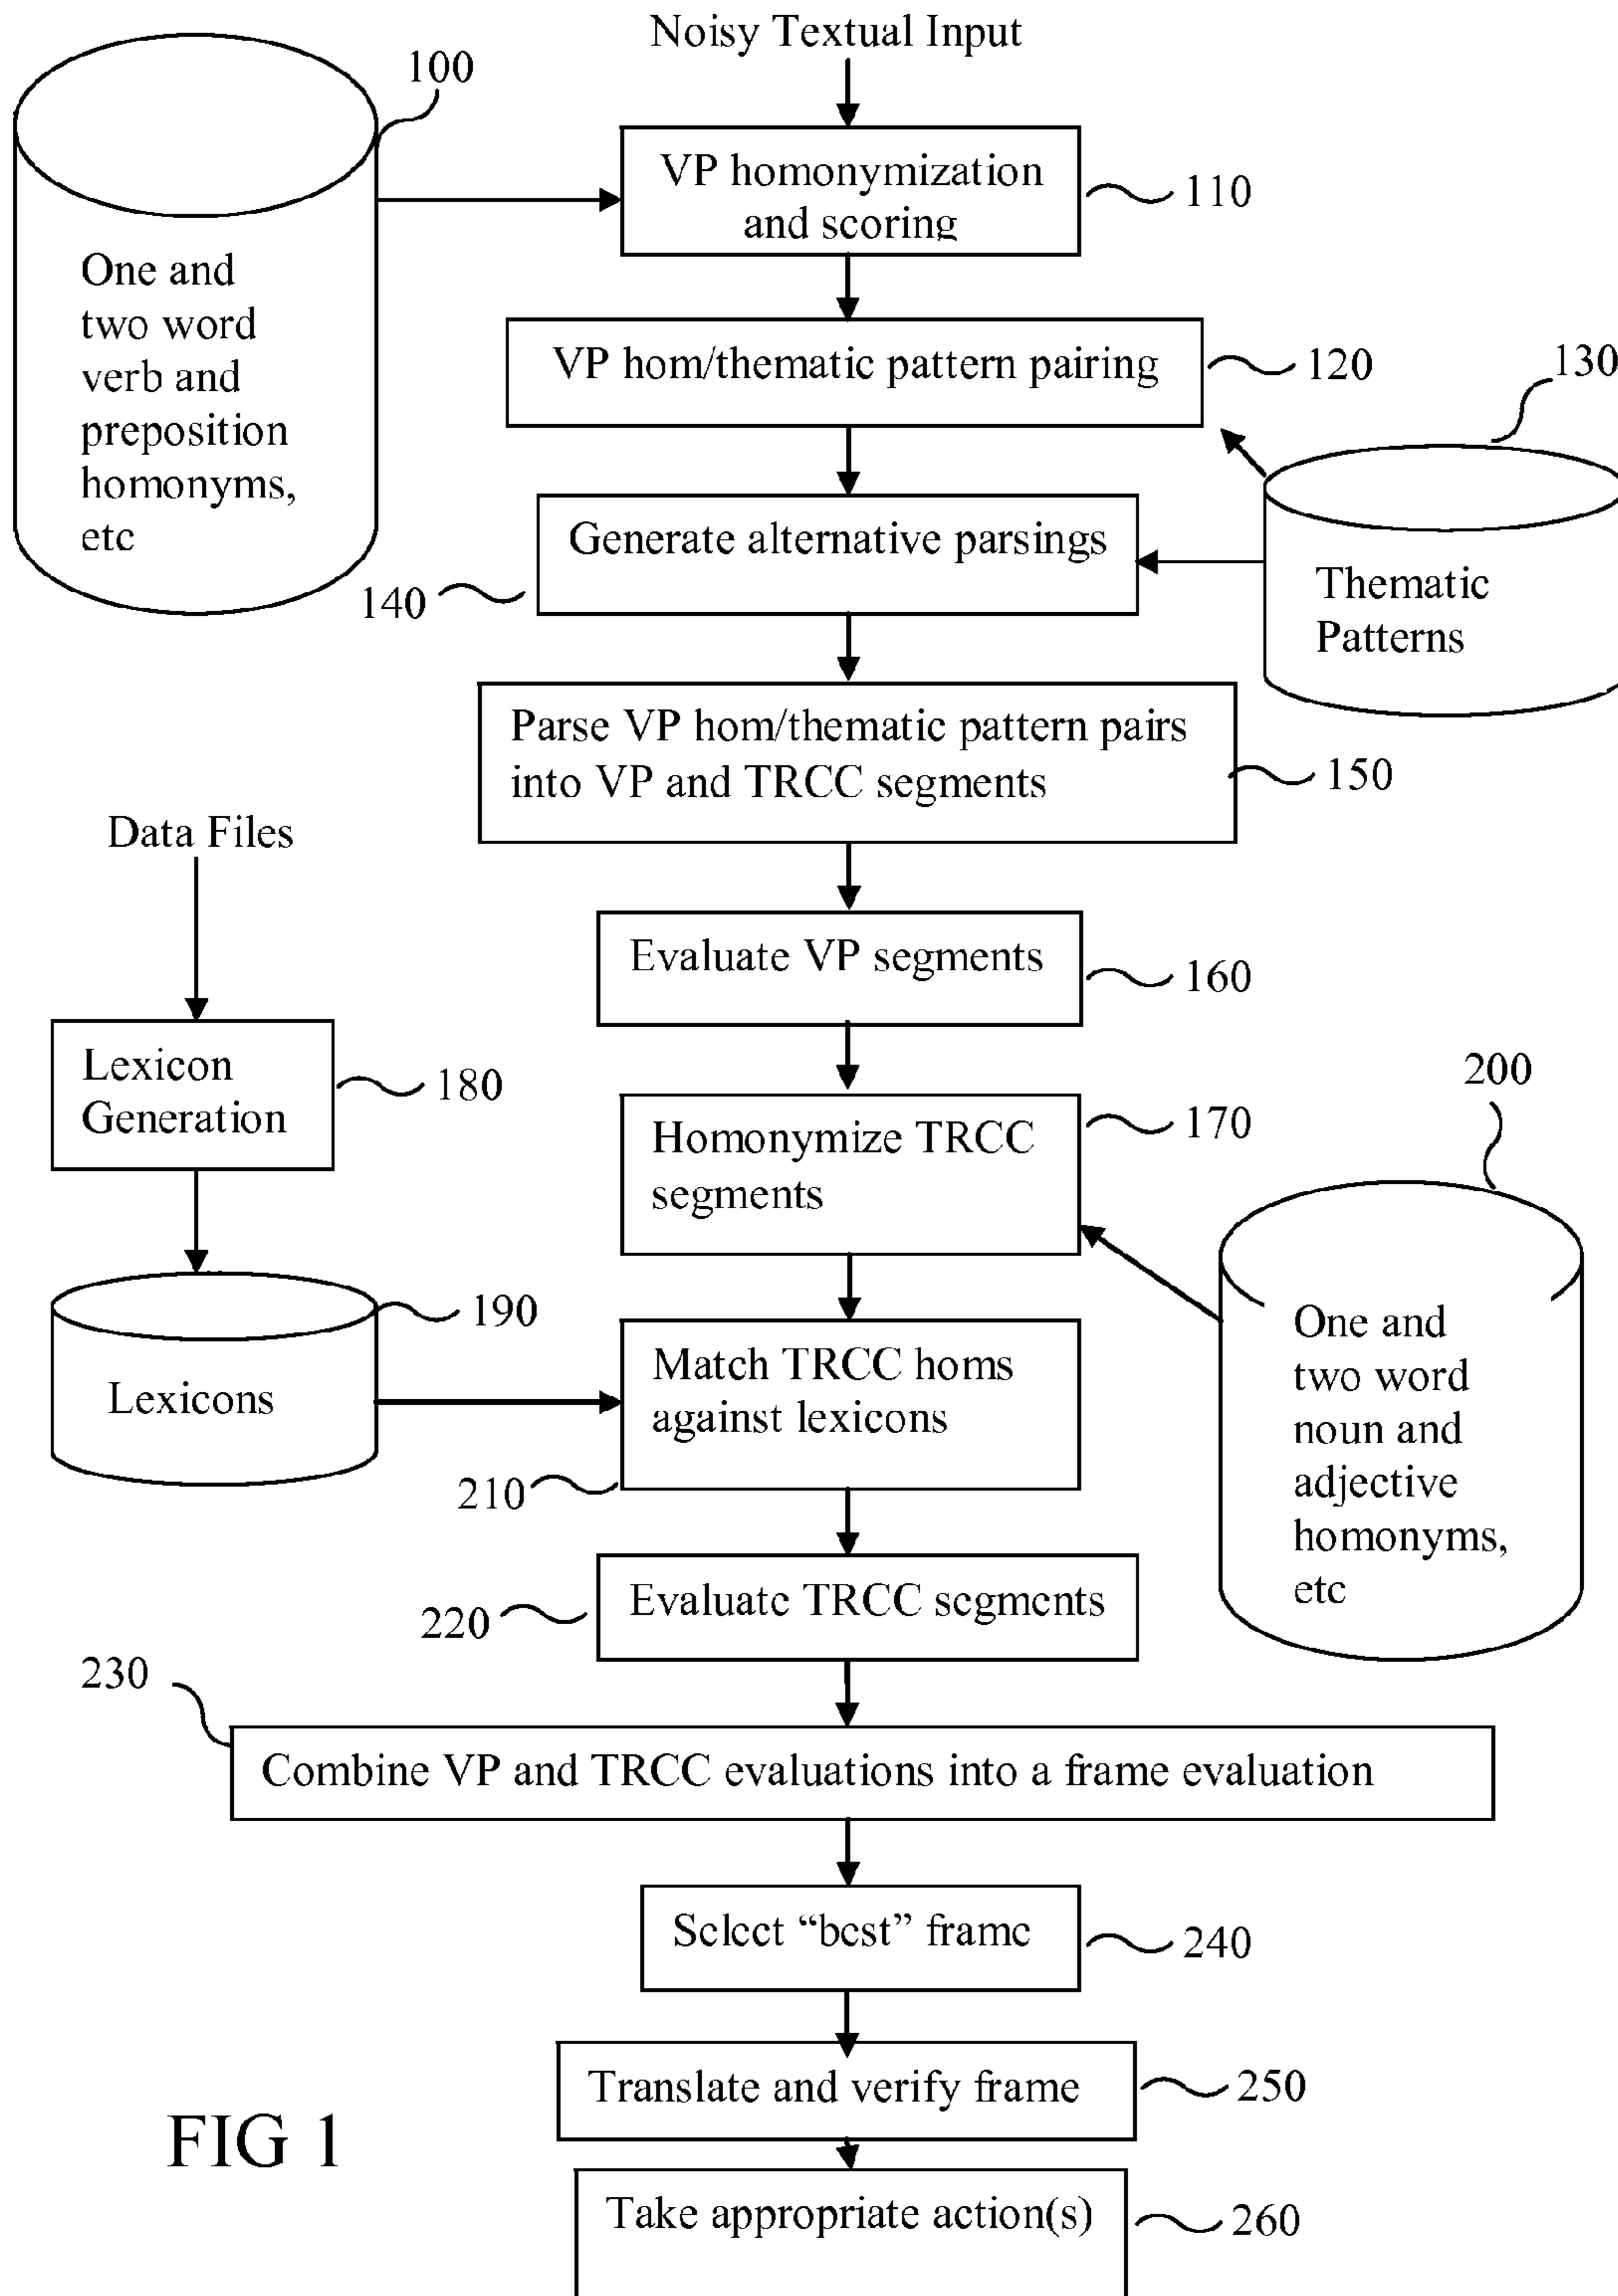 Noisy Textual Input
100
VP homonymization
and scoring
110
One and
two word
verb and
preposition
homonyms,
etc
VP hom/thematic pattern pairing
120
130
Generate alternative parsings
140
Thematic
Patterns
Parse VP hom/thematic pattern pairs
into VP and TRCC segments
150
Data Files
Evaluate VP segments
160
Lexicon
Generation
180
Homonymize TRCC
segments
170
200
190
Lexicons
Match TRCC homs
against lexicons
210
One and
two word
noun and
adjective
homonyms,
etc
Evaluate TRCC segments
220
230
Combine VP and TRCC evaluations into a frame evaluation
Select “best” frame
240
Translate and verify frame
250
FIG 1
Take appropriate action(s)
260